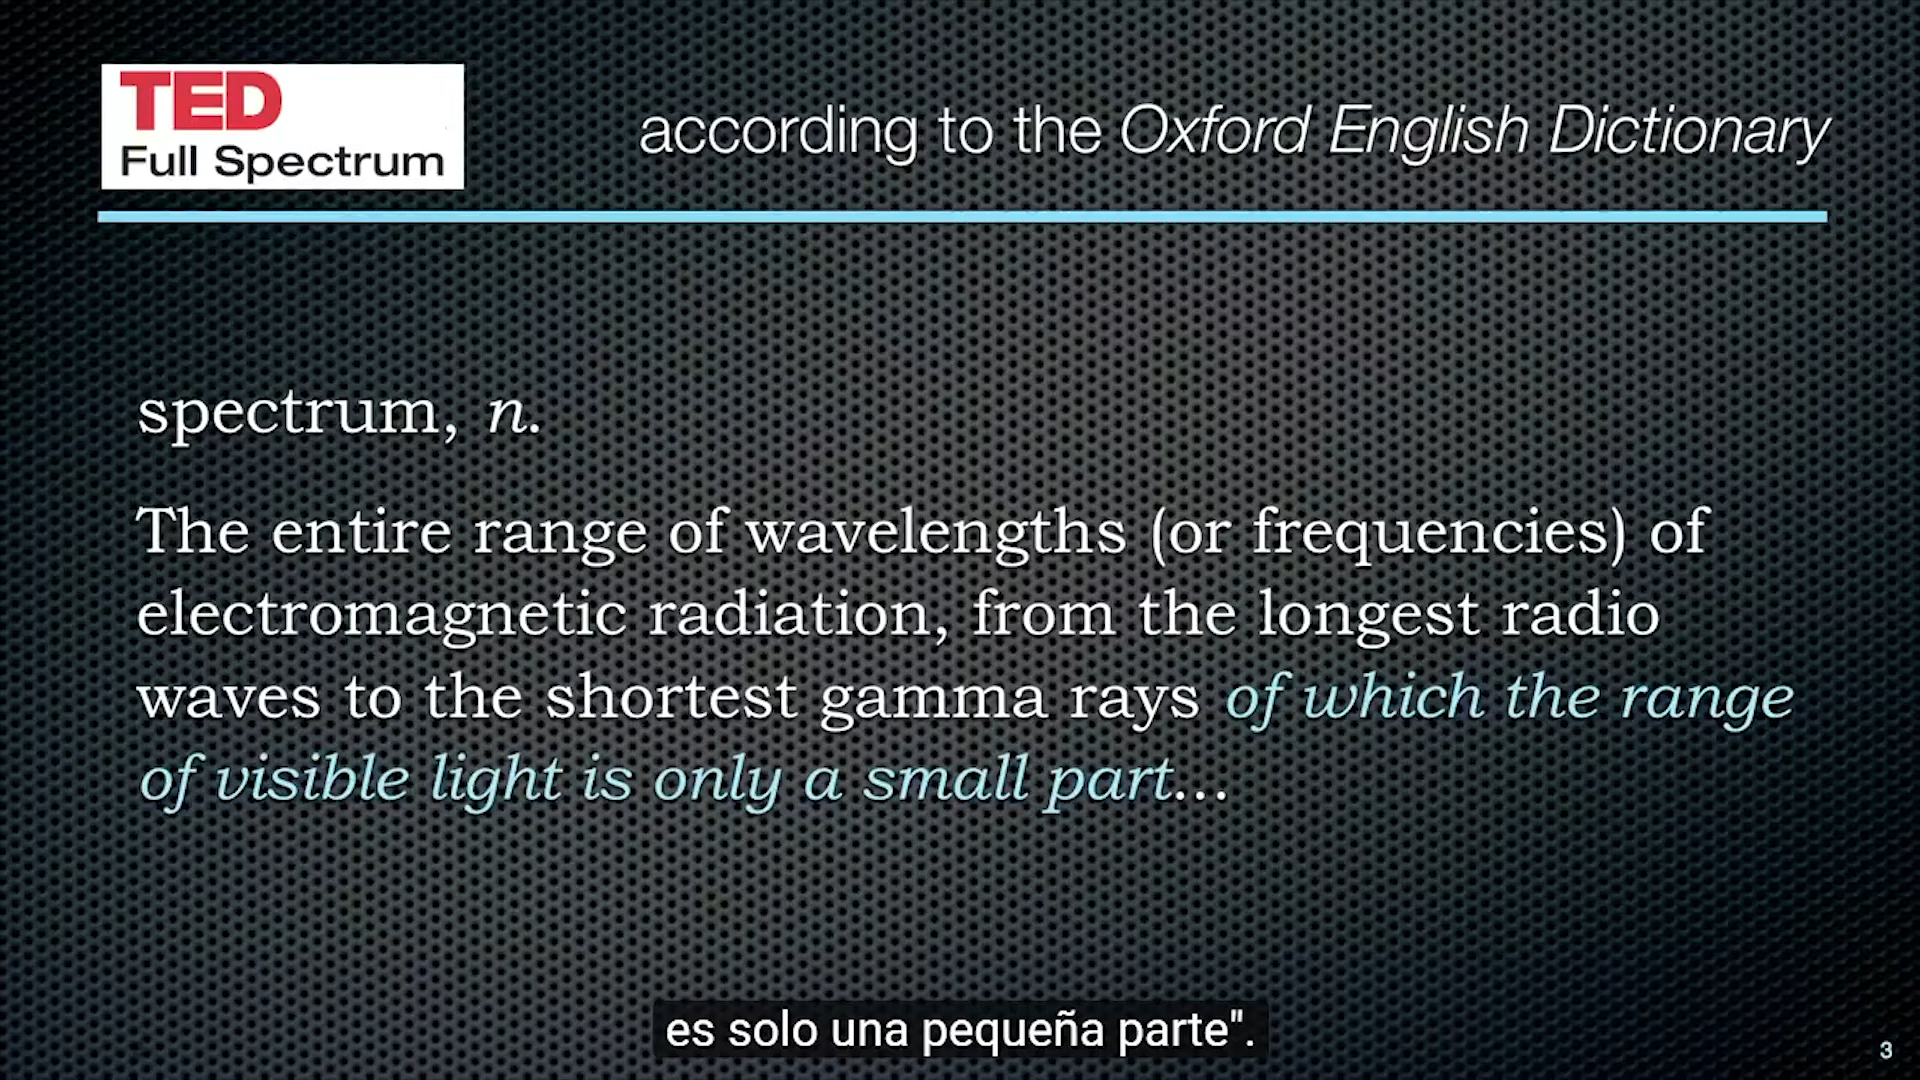 TED
Full Spectrum
according to the Oxford English Dictionary
spectrum, n.
The entire range of wavelengths (or frequencies) of
electromagnetic radiation, from the longest radio
waves to the shortest gamma rays of which the range
of visible light is only a small part...
es solo una pequeña parte".
3